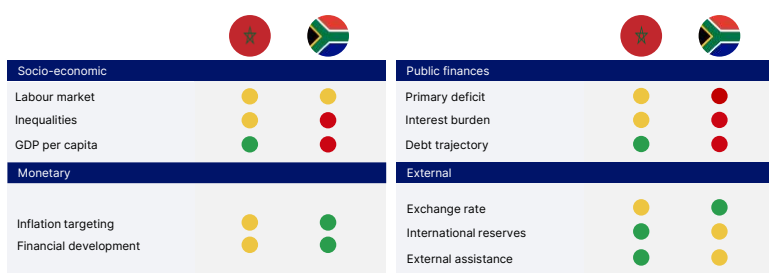 Socio-economic
Labour market
Inequalities
GDP per capita
Monetary
Inflation targeting
Financial development
Public finances
Primary deficit
Interest burden
Debt trajectory
External
Exchange rate
International reserves
External assistance